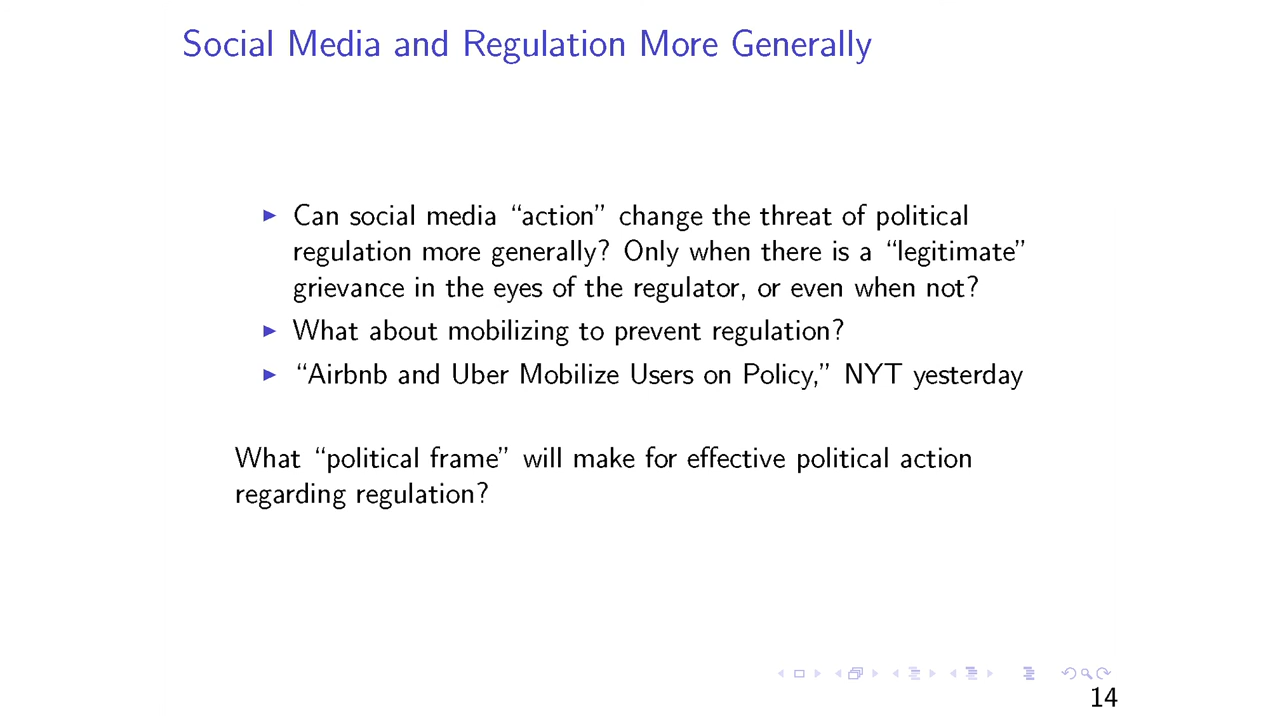 Social Media and Regulation More Generally
Can social media “action” change the threat of political
regulation more generally? Only when there is a “legitimate”
grievance in the eyes of the regulator, or even when not?
What about mobilizing to prevent regulation?
“Airbnb and Uber Mobilize Users on Policy,” NYT yesterday
What “political frame” will make for effective political action
regarding regulation?
14